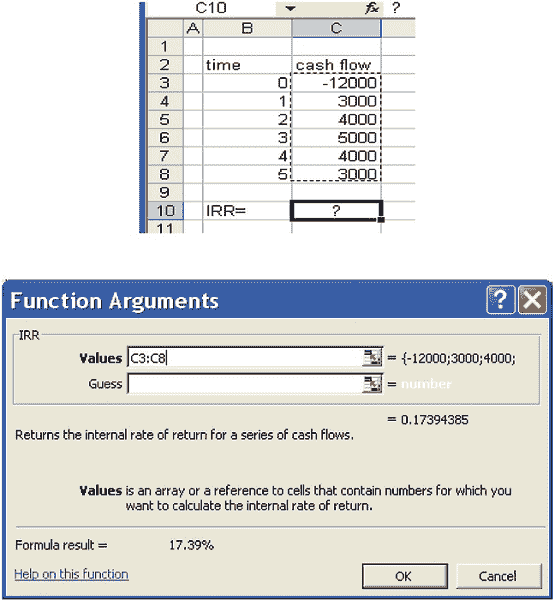 C10 fx ?
A B C
1
2 time cash flow
3 0 -12000
4 1 3000
5 2 4000
6 3 5000
7 4 4000
8 5 3000
9
10 IRR= ?
11
Function Arguments ?
IRR
Values C3:C8 = {-12000;3000;4000;
Guess = number
= 0.17394385
Returns the internal rate of return for a series of cash flows.
Values is an array or a reference to cells that contain numbers for which you
want to calculate the internal rate of return.
Formula result = 17.39%
Help on this function OK Cancel